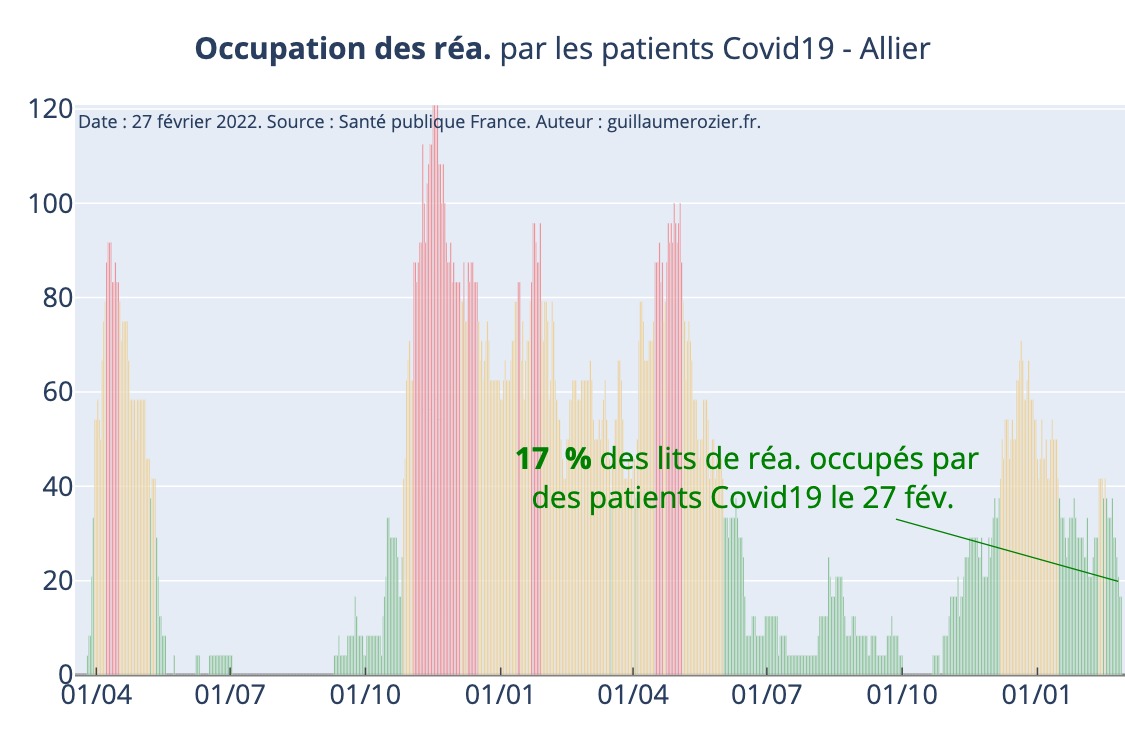 Occupation des réa. par les patients Covid19 - Allier
120
Date : 27 février 2022. Source : Santé publique France. Auteur : guillaumerozier.fr.
100
80
60
17 % des lits de réa. occupés par
des patients Covid19 le 27 fév.
40
20
0
01/04 01/07 01/10 01/01 01/04 01/07 01/10 01/01